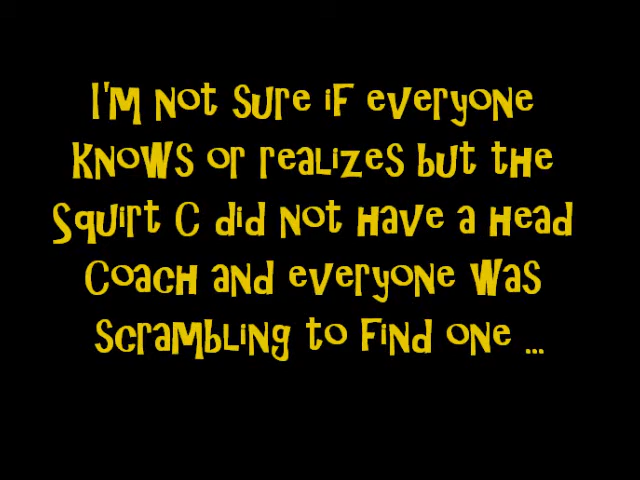 I'm not sure if everyone
knows or realizes but the
Squirt C did not have a head
coach and everyone was
scrambling to find one ...